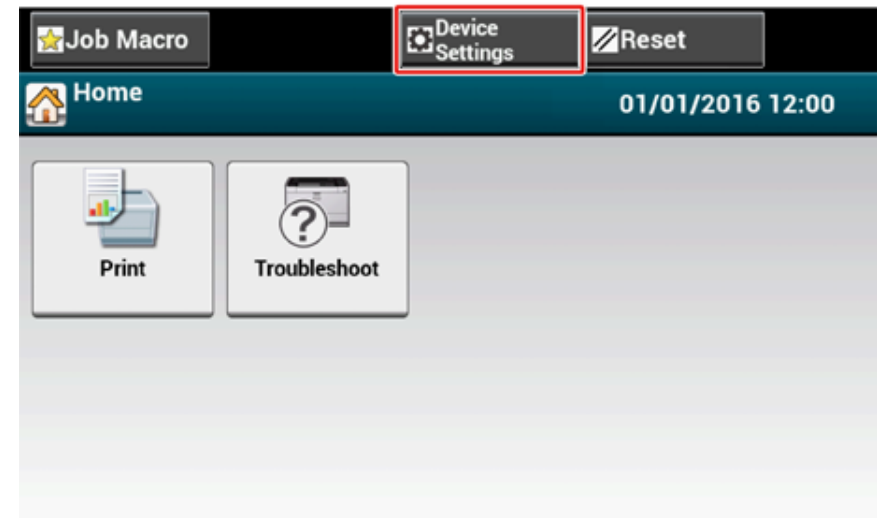 Job Macro
Device
Settings
Reset
Home
01/01/2016 12:00
Print
Troubleshoot